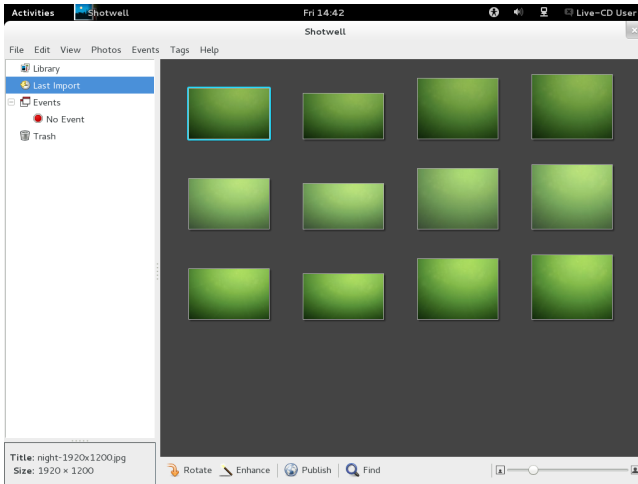 Activities Shotwell Fri 14:42 Live-CD User
Shotwell
File Edit View Photos Events Tags Help
Library
Last Import
Events
No Event
Trash
Title: night-1920x1200.jpg
Size: 1920 × 1200
Rotate Enhance Publish Find